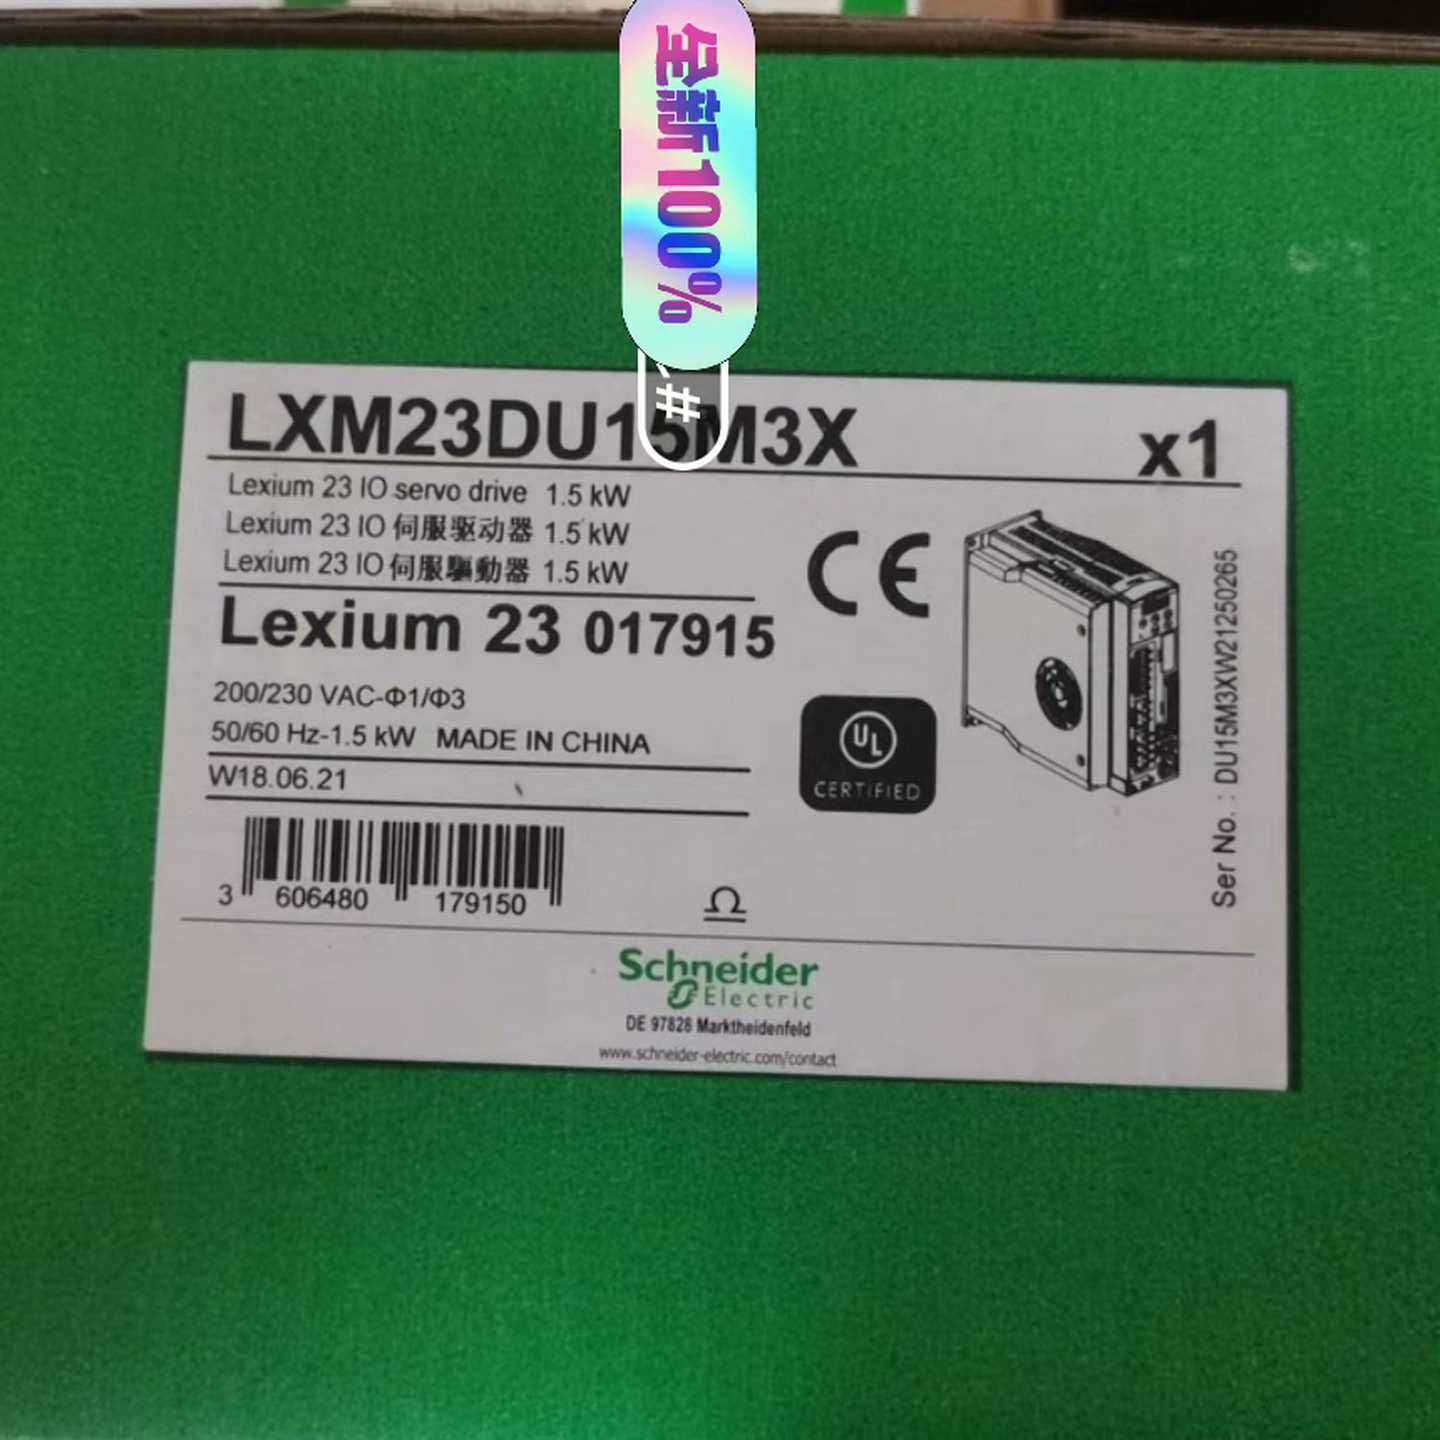 全新100%
#
LXM23DU15M3X x1
Lexium 23 IO servo drive 1.5 kW
Lexium 23 IO 伺服驱动器 1.5 kW
Lexium 23 IO 伺服驅動器 1.5 kW
Lexium 23 017915
200/230 VAC-Φ1/Φ3
50/60 Hz-1.5 kW MADE IN CHINA
W18.06.21
3 606480 179150
CE
UL
CERTIFIED
Ser No. : DU15M3XW21250265
Schneider
Electric
DE 97828 Marktheidenfeld
www.schneider-electric.com/contact